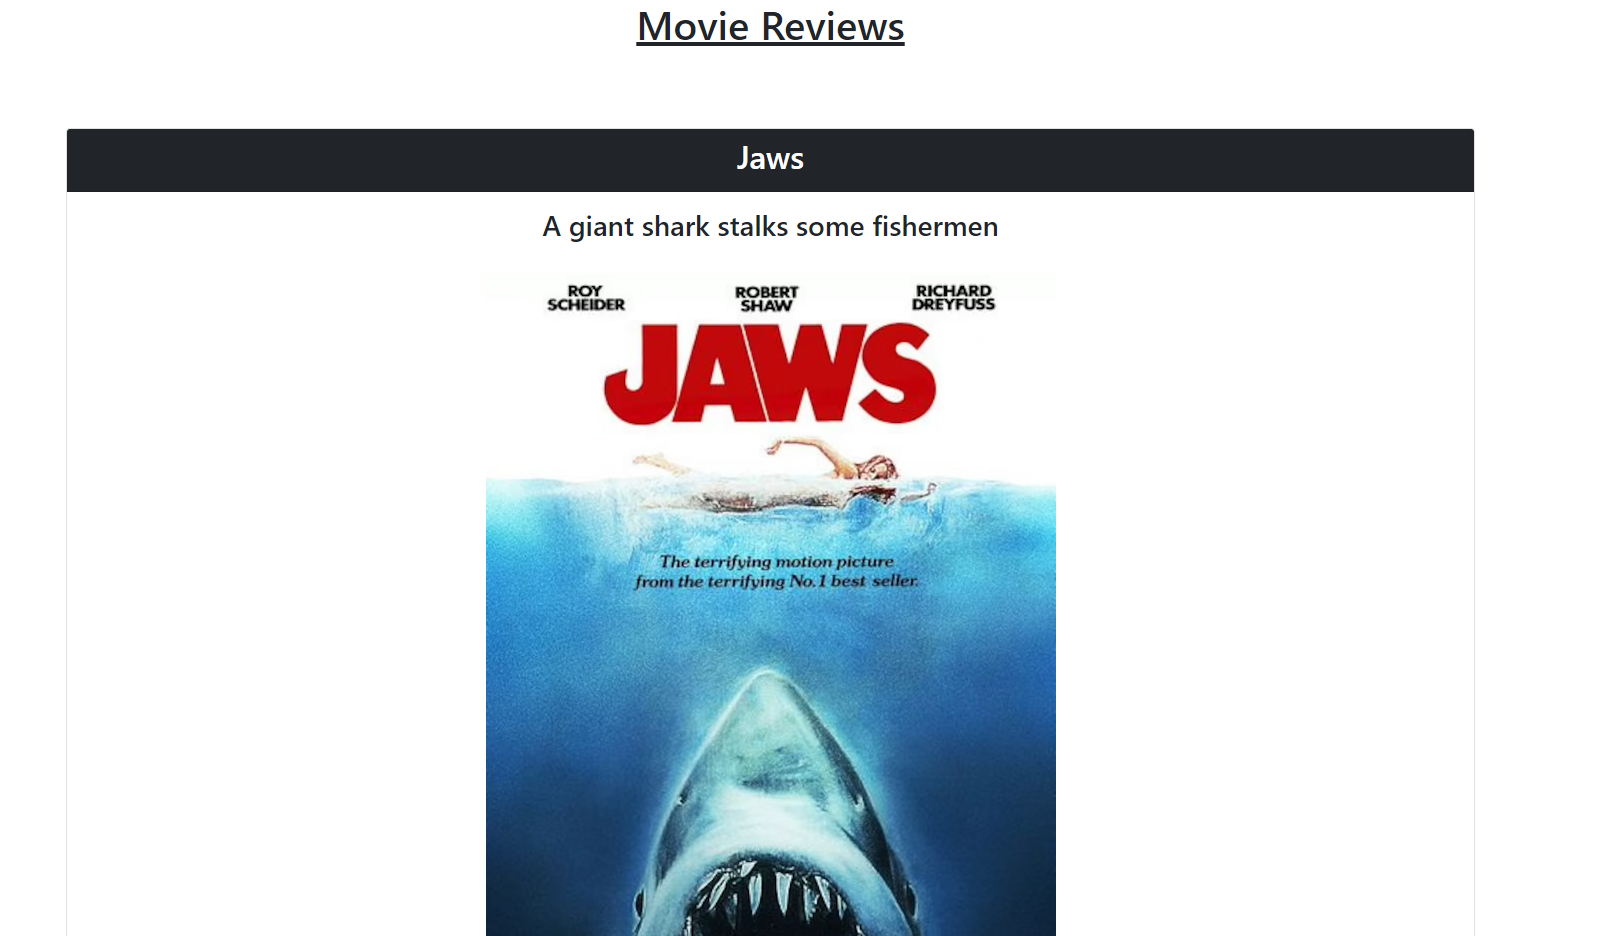 Movie Reviews
Jaws
A giant shark stalks some fishermen
ROY SCHEIDER
ROBERT SHAW
RICHARD DREYFUSS
JAWS
The terrifying motion picture
from the terrifying No.1 best seller.